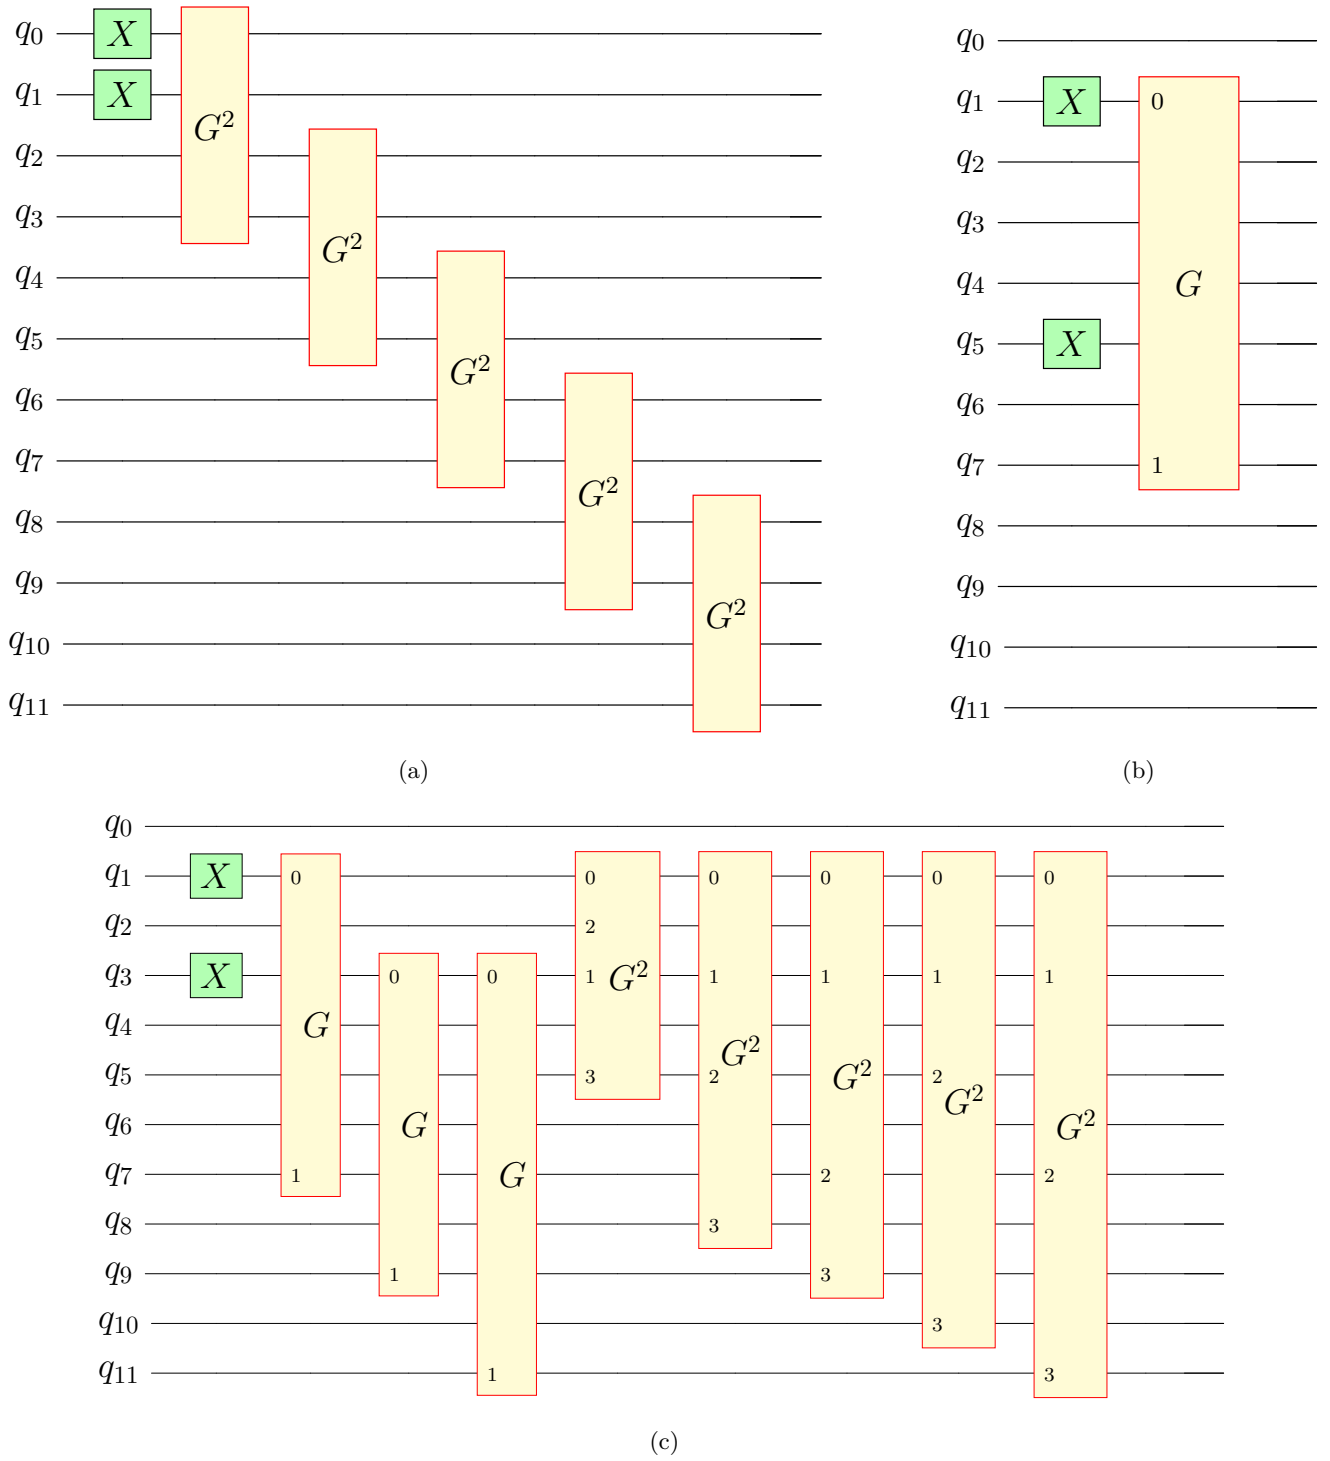 q0 X
q1 X
G²
q2
q3
G²
q4
q5
G²
q6
q7
G²
q8
q9
G²
q10
q11
(a)
q0
q1 X 0
q2
q3
q4 G
q5 X
q6
q7 1
q8
q9
q10
q11
(b)
q0
q1 X 0 0 0 0 0 0
q2 2
q3 X 0 0 1 G² 1 1 1 1
q4 G
G²
q5 3 2 G² 2
G²
q6 G G²
q7 1 G 2 2
q8 3
q9 1 3
q10 3
q11 1 3
(c)